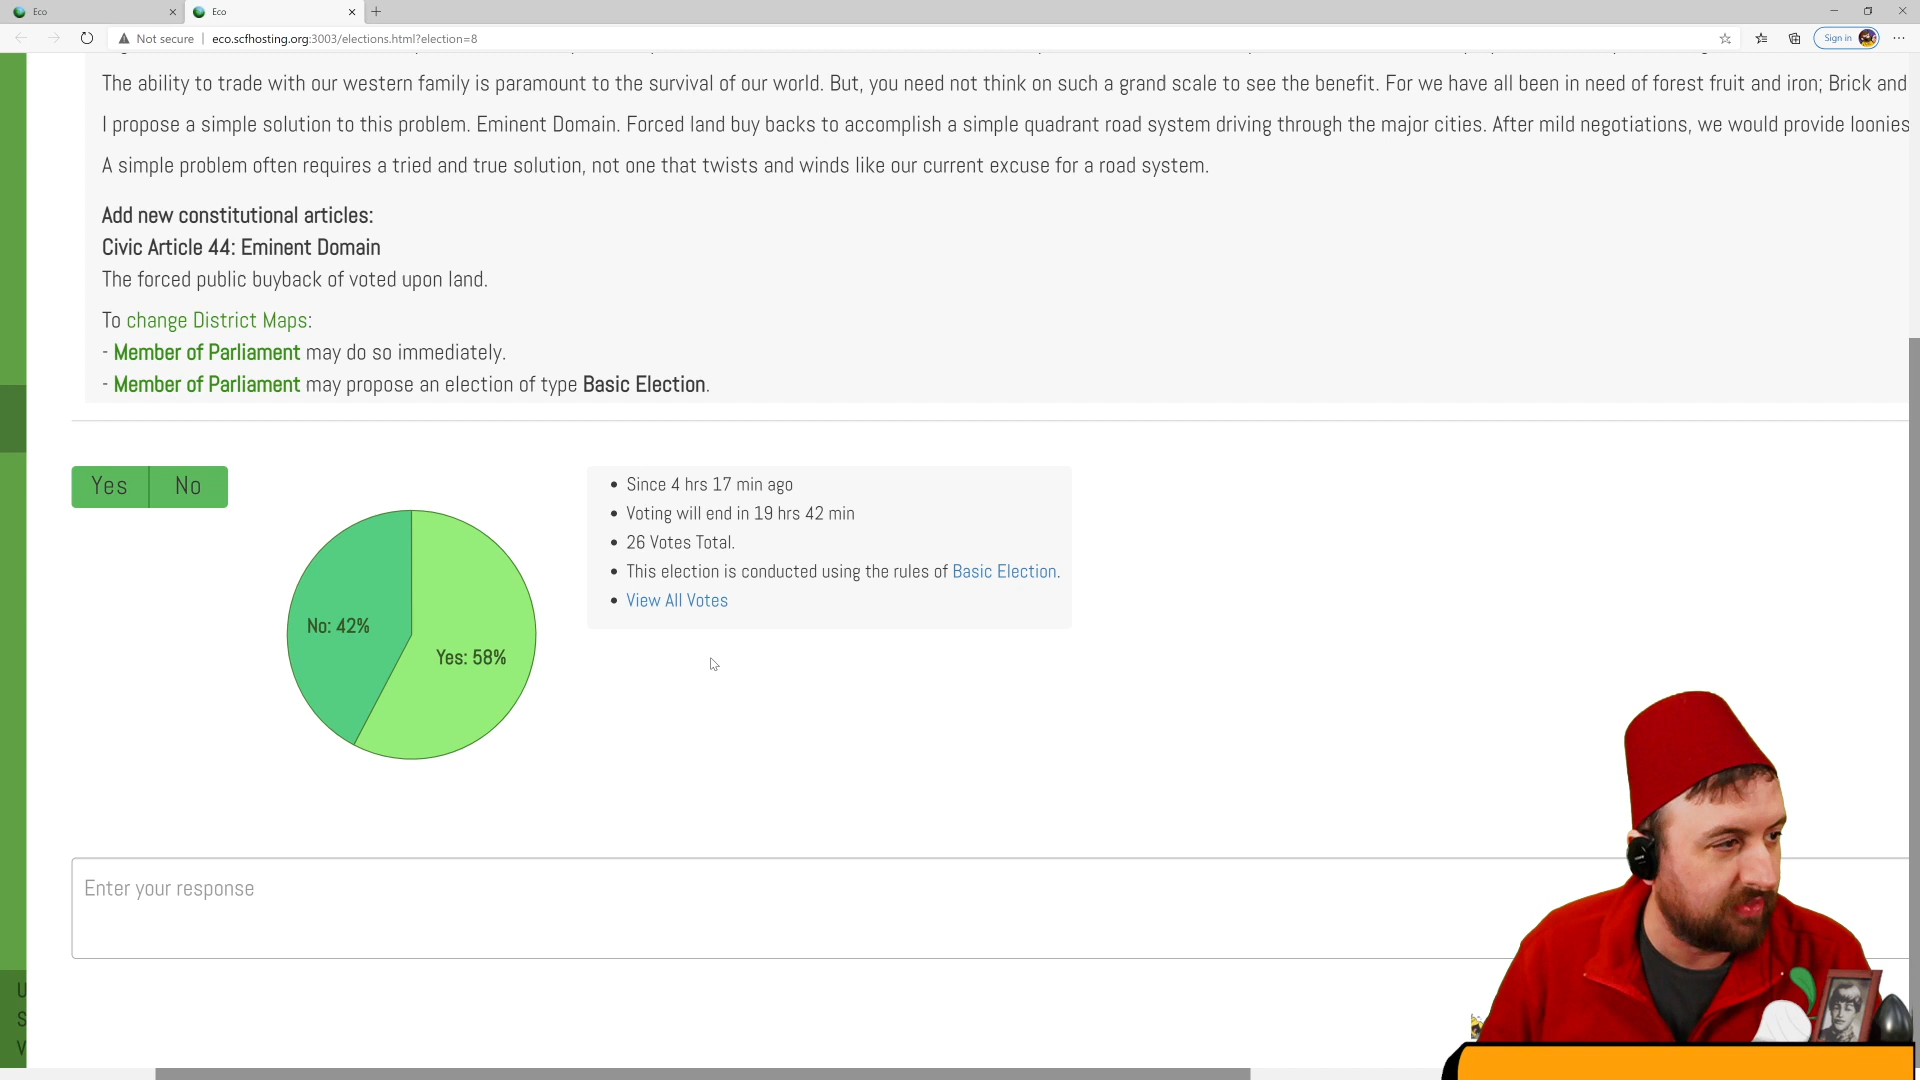 Eco
Eco
Not secure
eco.scfhosting.org:3003/elections.html?election=8
Sign in
The ability to trade with our western family is paramount to the survival of our world. But, you need not think on such a grand scale to see the benefit. For we have all been in need of forest fruit and iron; Brick and
I propose a simple solution to this problem. Eminent Domain. Forced land buy backs to accomplish a simple quadrant road system driving through the major cities. After mild negotiations, we would provide loonies
A simple problem often requires a tried and true solution, not one that twists and winds like our current excuse for a road system.
Add new constitutional articles:
Civic Article 44: Eminent Domain
The forced public buyback of voted upon land.
To change District Maps:
- Member of Parliament may do so immediately.
- Member of Parliament may propose an election of type Basic Election.
Yes No
No: 42%
Yes: 58%
• Since 4 hrs 17 min ago
• Voting will end in 19 hrs 42 min
• 26 Votes Total.
• This election is conducted using the rules of Basic Election.
• View All Votes
Enter your response
U
S
V